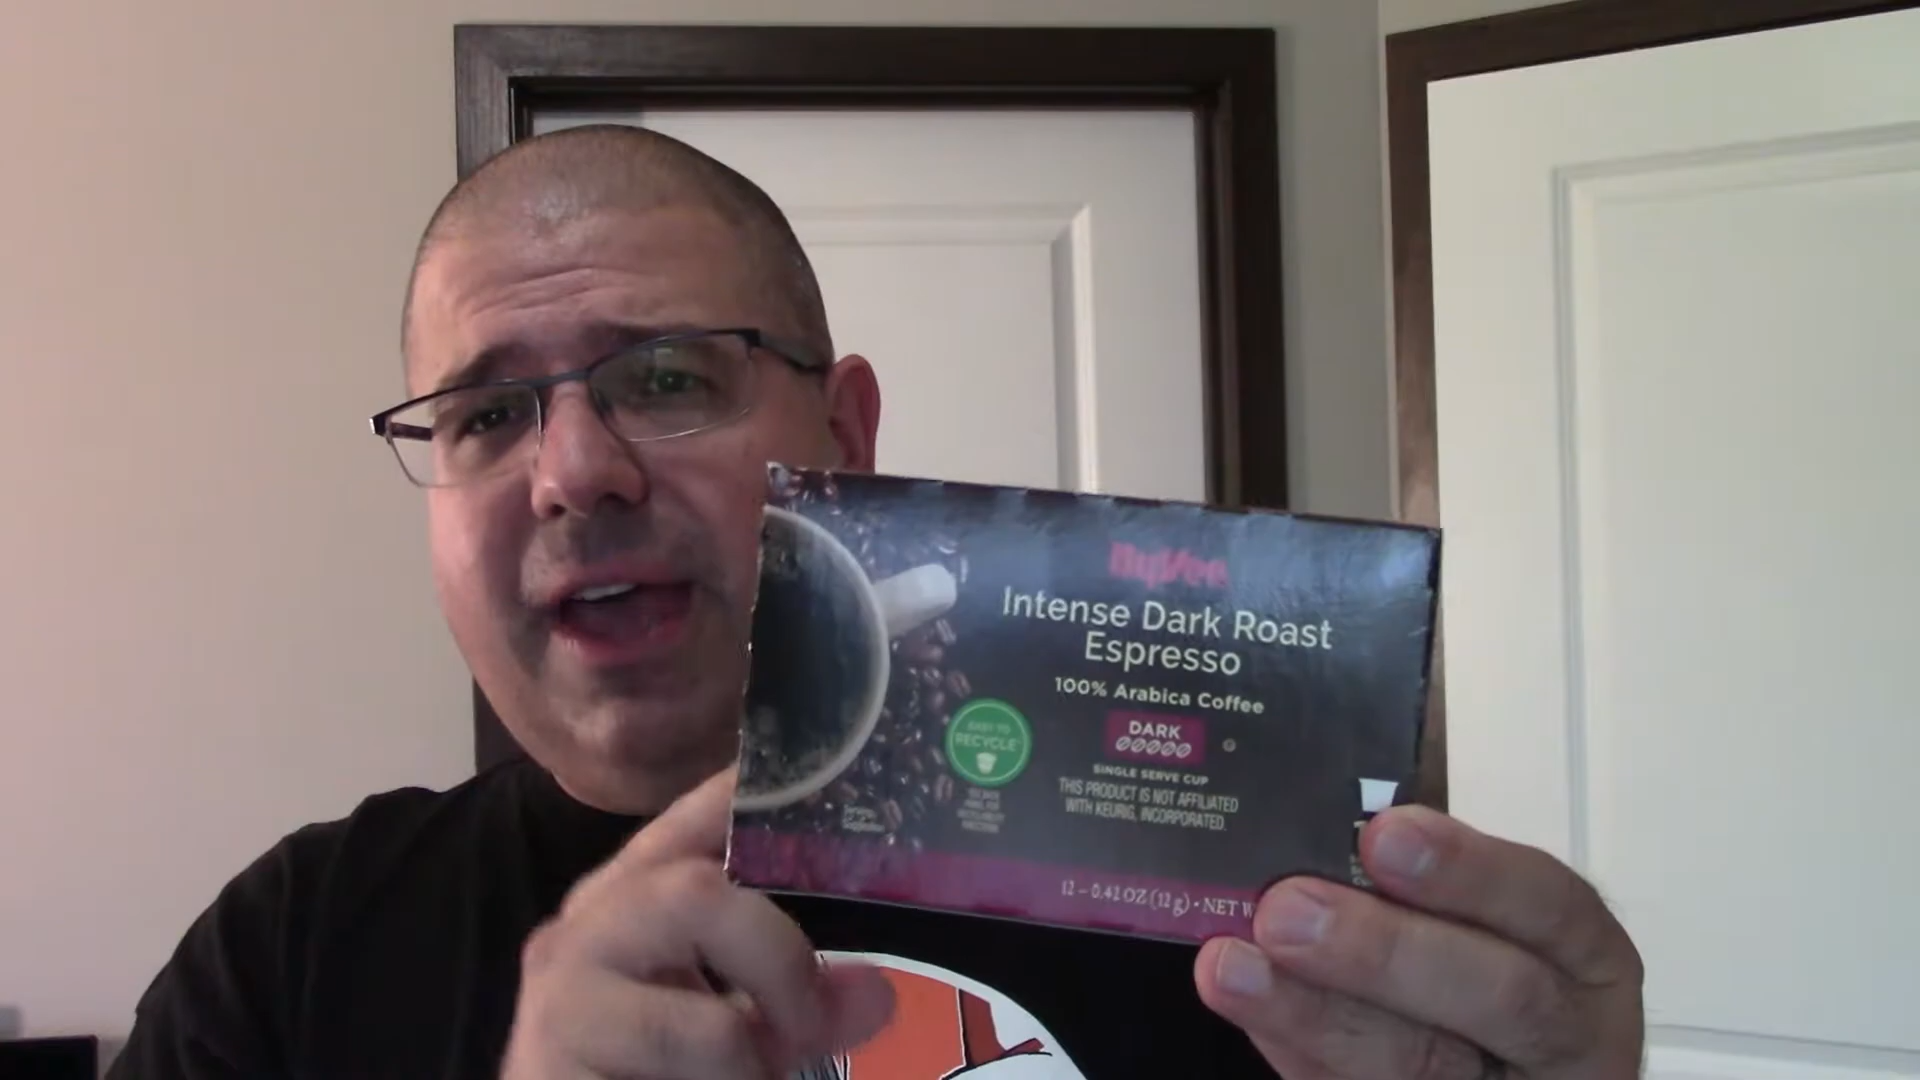 HyVee
Intense Dark Roast
Espresso
100% Arabica Coffee
DARK
EASY TO
RECYCLE
SINGLE SERVE CUP
THIS PRODUCT IS NOT AFFILIATED
WITH KEURIG, INCORPORATED.
12 – 0.42 OZ (12 g) • NET W